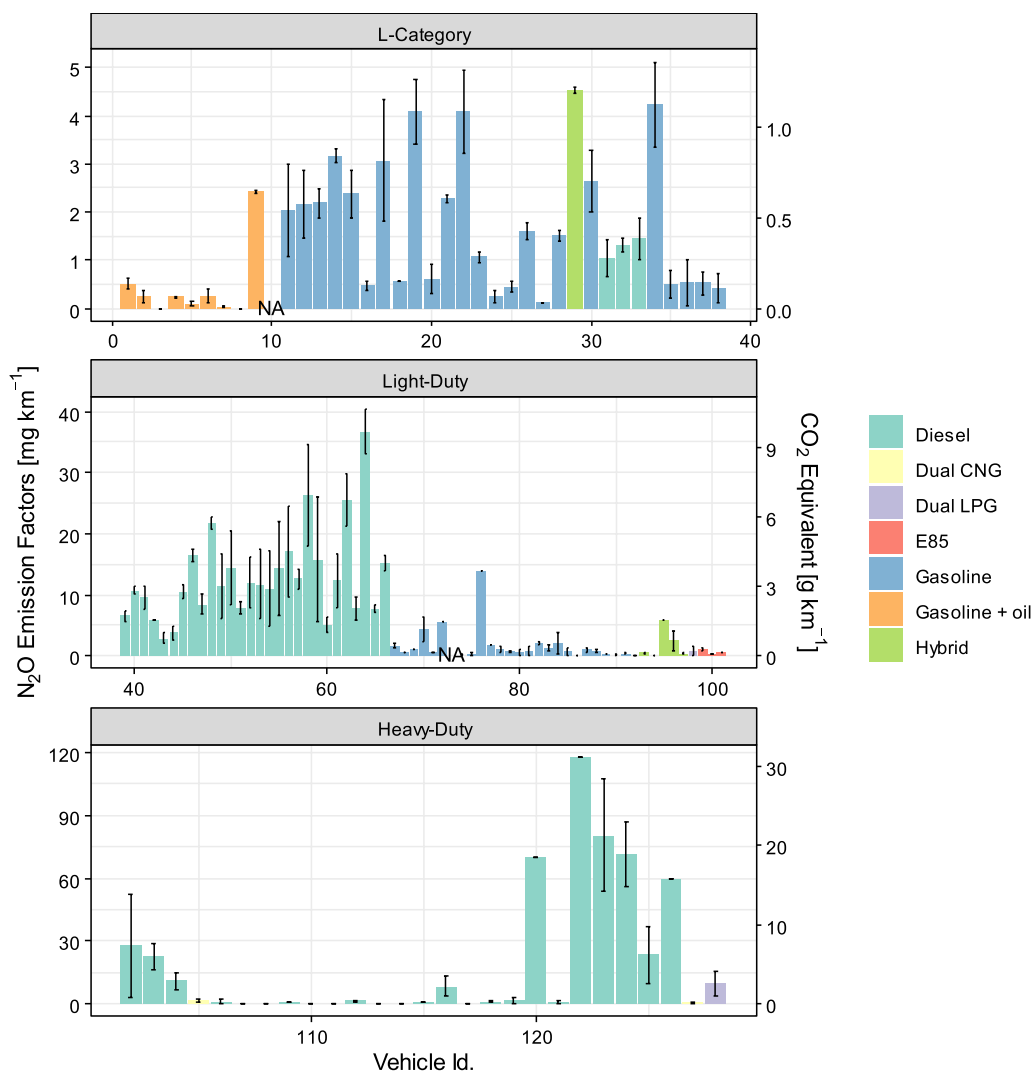 L-Category
5
4
3
2
1
0
1.0
0.5
0.0
NA
0
10
20
30
40
Light-Duty
40
30
20
10
0
9
6
3
0
NA
40
60
80
100
Heavy-Duty
120
90
60
30
0
30
20
10
0
110
120
Vehicle Id.
N₂O Emission Factors [mg km⁻¹]
CO₂ Equivalent [g km⁻¹]
Diesel
Dual CNG
Dual LPG
E85
Gasoline
Gasoline + oil
Hybrid